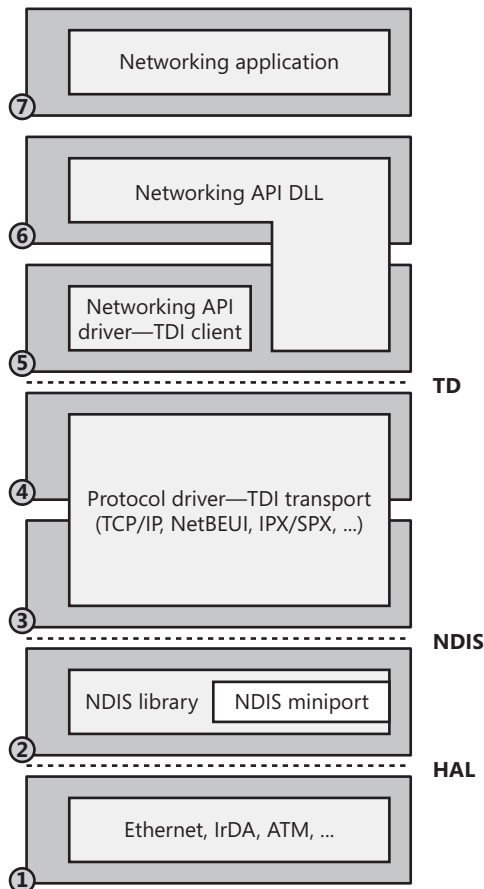 Networking application
7
Networking API DLL
6
Networking API
driver—TDI client
5
TD
4
Protocol driver—TDI transport
(TCP/IP, NetBEUI, IPX/SPX, ...)
3
NDIS
NDIS library
NDIS miniport
2
HAL
Ethernet, IrDA, ATM, ...
1